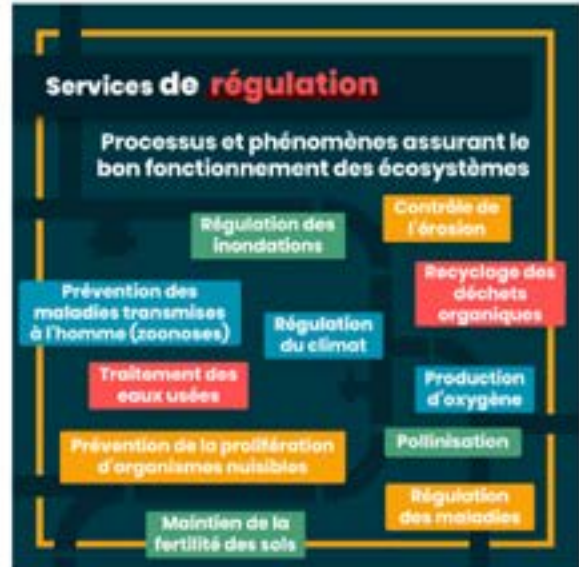 Services de régulation
Processus et phénomènes assurant le
bon fonctionnement des écosystèmes
Régulation des
inondations
Contrôle de
l'érosion
Prévention des
maladies transmises
à l'homme (zoonoses)
Régulation
du climat
Recyclage des
déchets
organiques
Traitement des
eaux usées
Production
d'oxygène
Prévention de la prolifération
d'organismes nuisibles
Pollinisation
Maintien de la
fertilité des sols
Régulation
des maladies